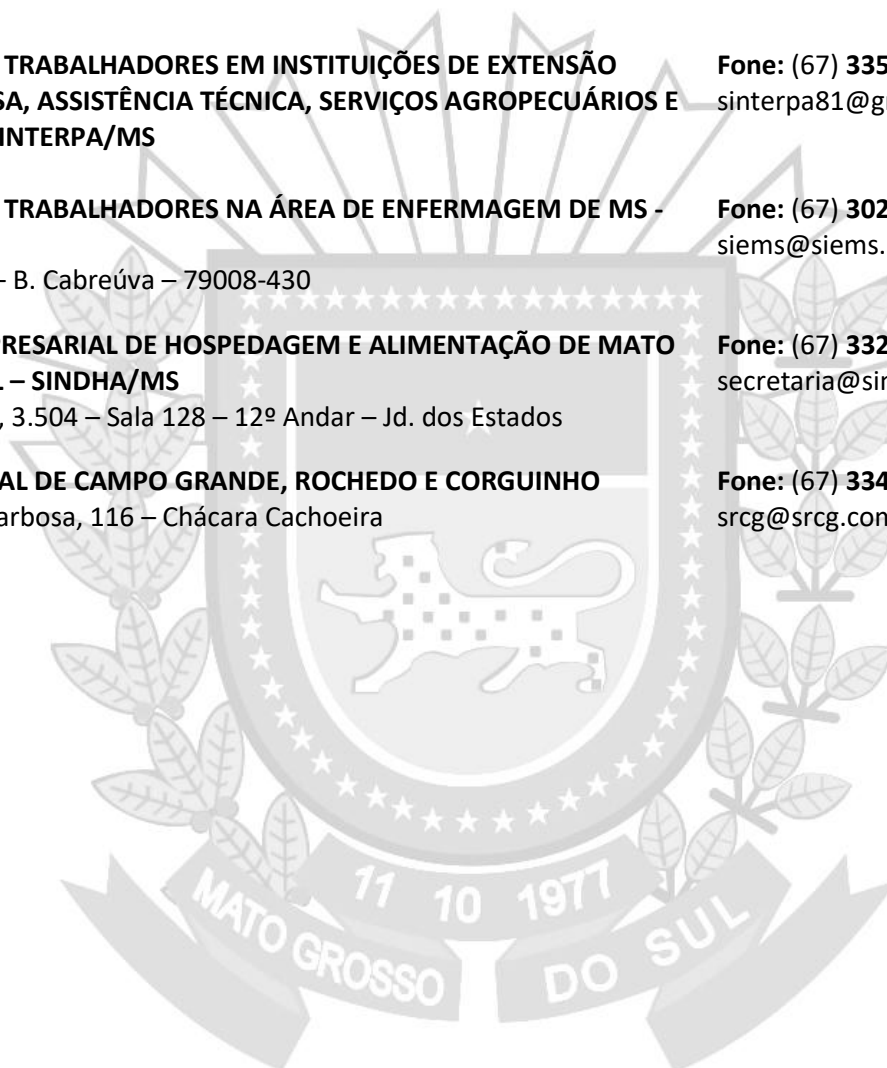 TRABALHADORES EM INSTITUIÇÕES DE EXTENSÃO Fone: (67) 335
SA, ASSISTÊNCIA TÉCNICA, SERVIÇOS AGROPECUÁRIOS E sinterpa81@g
INTERPA/MS
TRABALHADORES NA ÁREA DE ENFERMAGEM DE MS - Fone: (67) 302
siems@siems.
– B. Cabreúva – 79008-430
PRESARIAL DE HOSPEDAGEM E ALIMENTAÇÃO DE MATO Fone: (67) 332
L – SINDHA/MS secretaria@sin
, 3.504 – Sala 128 – 12º Andar – Jd. dos Estados
AL DE CAMPO GRANDE, ROCHEDO E CORGUINHO Fone: (67) 334
arbosa, 116 – Chácara Cachoeira srcg@srcg.con
11 10 1977
MATO GROSSO DO SUL